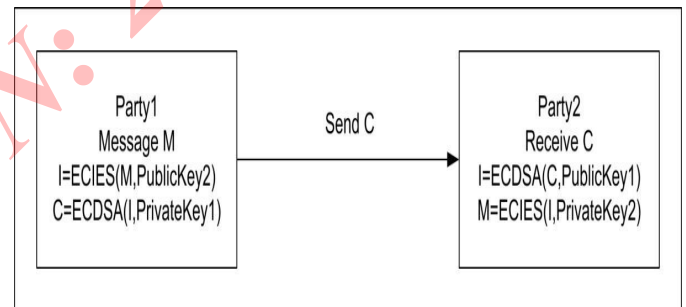 Party1
Message M
I=ECIES(M,PublicKey2)
C=ECDSA(I,PrivateKey1)
Send C
Party2
Receive C
I=ECDSA(C,PublicKey1)
M=ECIES(I,PrivateKey2)